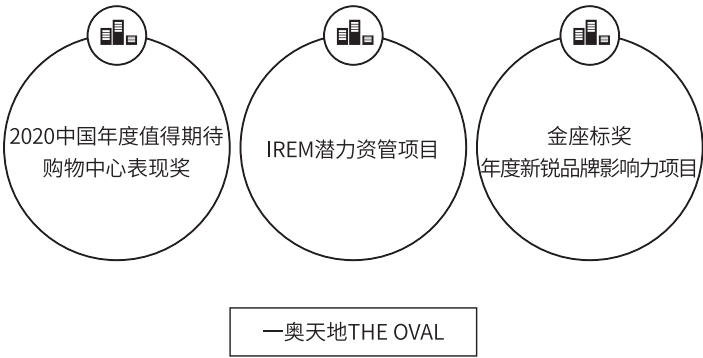 2020中国年度值得期待
购物中心表现奖
IREM潜力资管项目
金座标奖
年度新锐品牌影响力项目
一奥天地THE OVAL